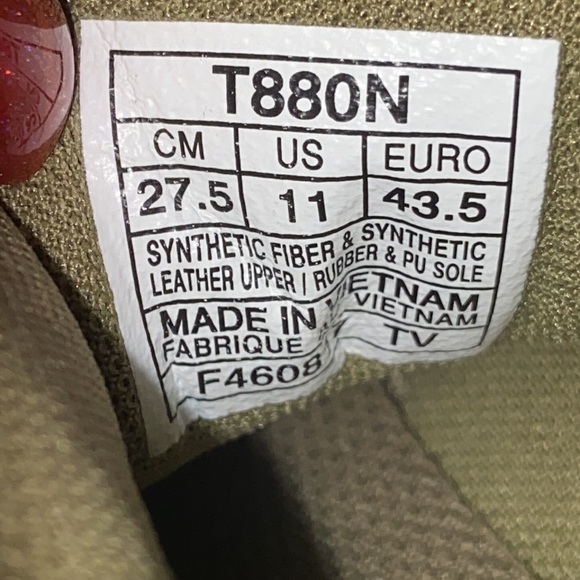 T880N
CM US EURO
27.5 11 43.5
SYNTHETIC FIBER & SYNTHETIC
LEATHER UPPER / RUBBER & PU SOLE
MADE IN VIETNAM
FABRIQUE VIETNAM
F4608 TV